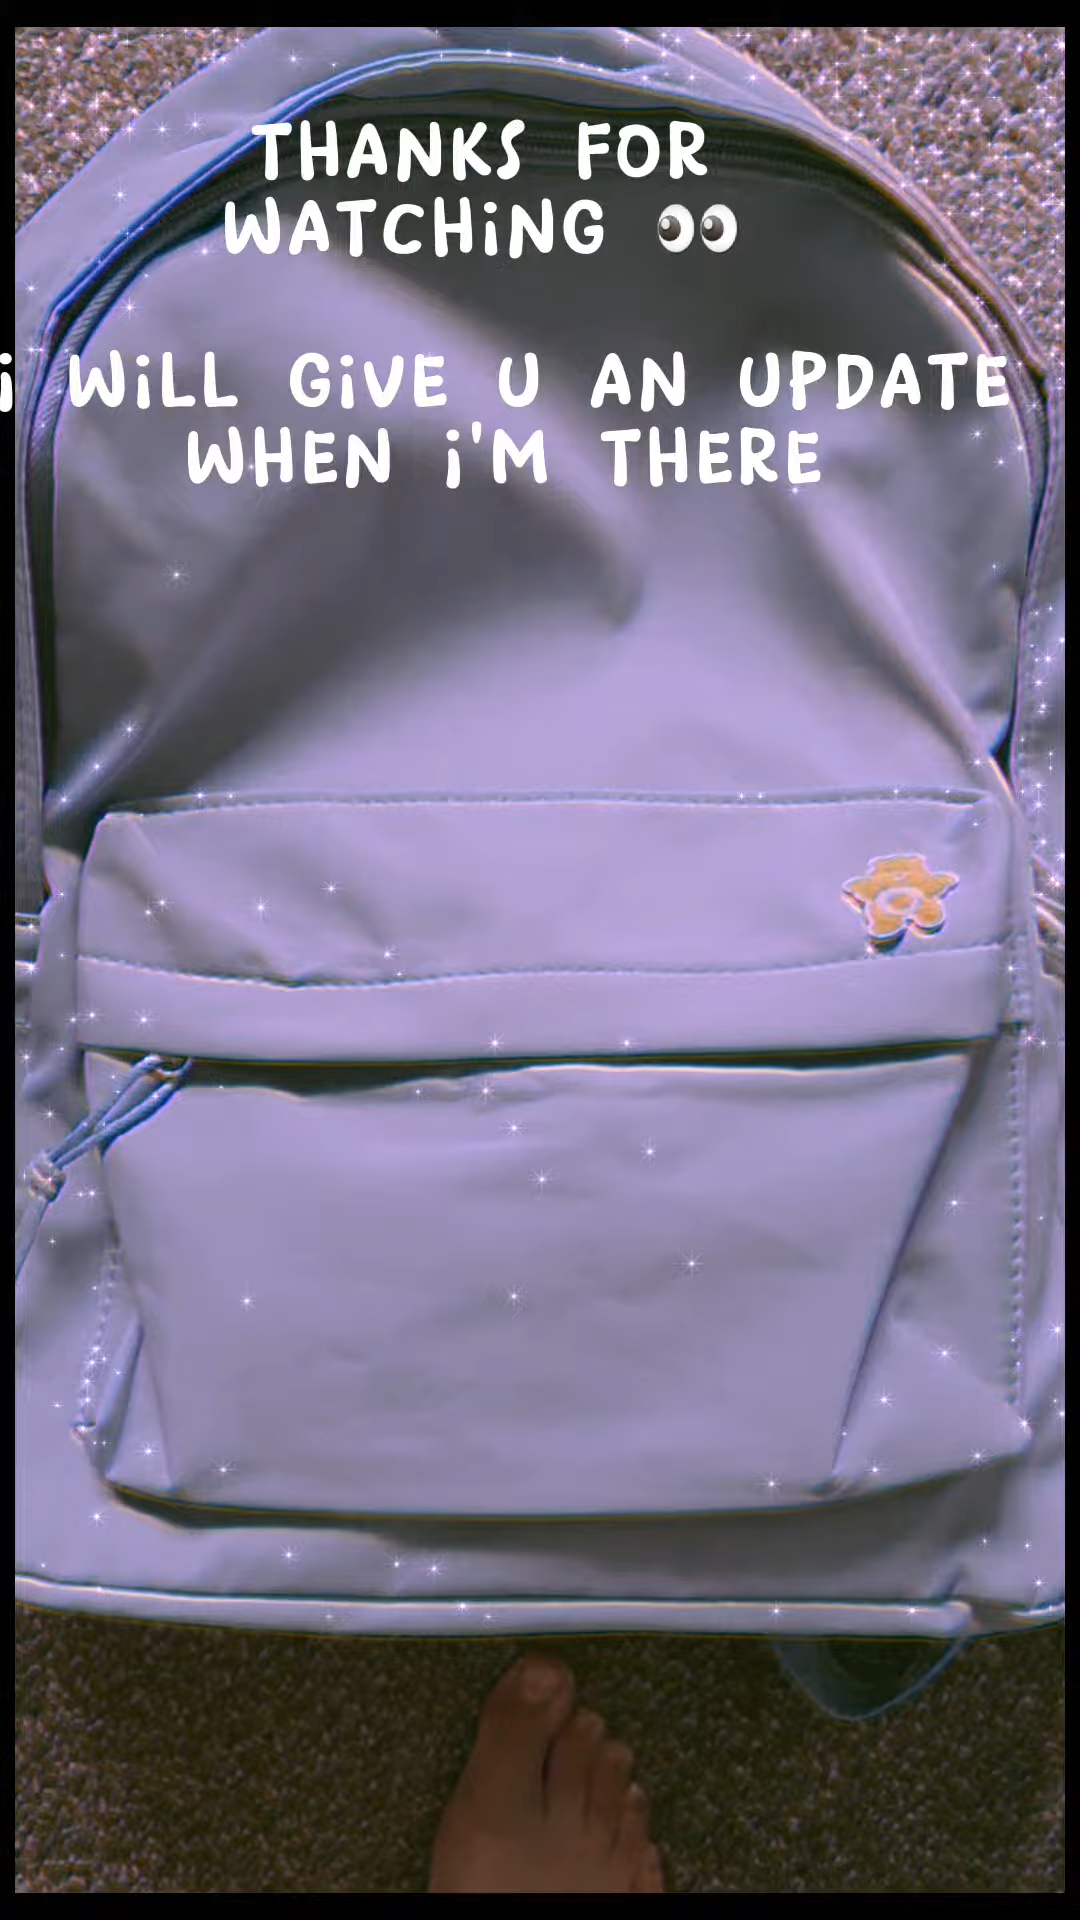 THANKS FOR
WATCHiNG 👀
i WiLL GiVE U AN UPDATE
WHEN i'M THERE